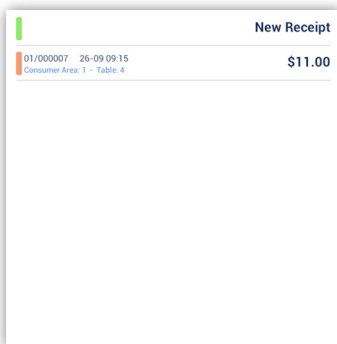 New Receipt
01/000007 26-09 09:15 $11.00
Consumer Area: 1 - Table: 4